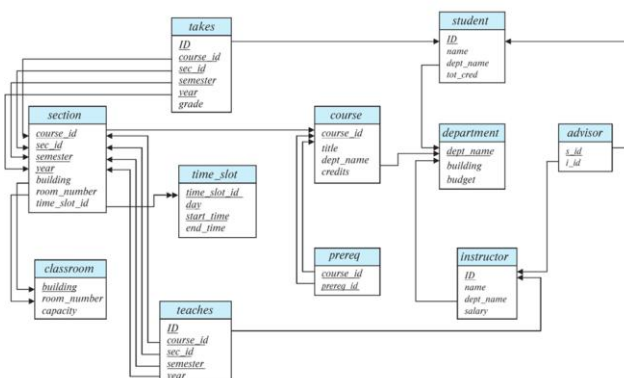 takes
ID
course_id
sec_id
semester
year
grade
student
ID
name
dept_name
tot_cred
section
course_id
sec_id
semester
year
building
room_number
time_slot_id
course
course_id
title
dept_name
credits
department
dept_name
building
budget
advisor
s_id
i_id
time_slot
time_slot_id
day
start_time
end_time
classroom
building
room_number
capacity
prereq
course_id
prereq_id
instructor
ID
name
dept_name
salary
teaches
ID
course_id
sec_id
semester
year